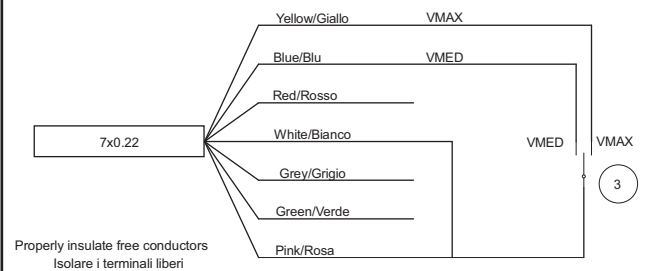 Yellow/Giallo VMAX
Blue/Blu VMED
Red/Rosso
White/Bianco
7x0.22
VMED VMAX
3
Grey/Grigio
Green/Verde
Pink/Rosa
Properly insulate free conductors
Isolare i terminali liberi